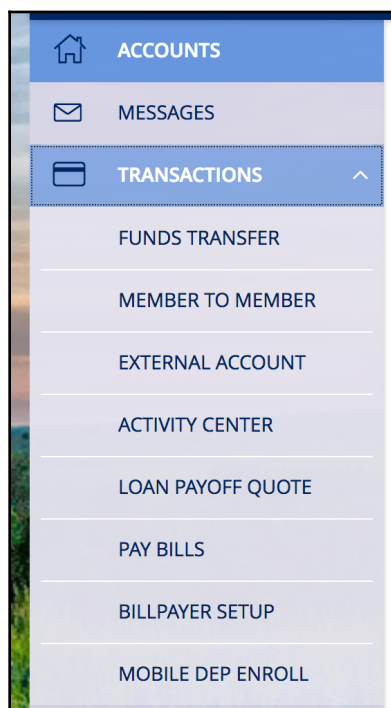 ACCOUNTS
MESSAGES
TRANSACTIONS
FUNDS TRANSFER
MEMBER TO MEMBER
EXTERNAL ACCOUNT
ACTIVITY CENTER
LOAN PAYOFF QUOTE
PAY BILLS
BILLPAYER SETUP
MOBILE DEP ENROLL